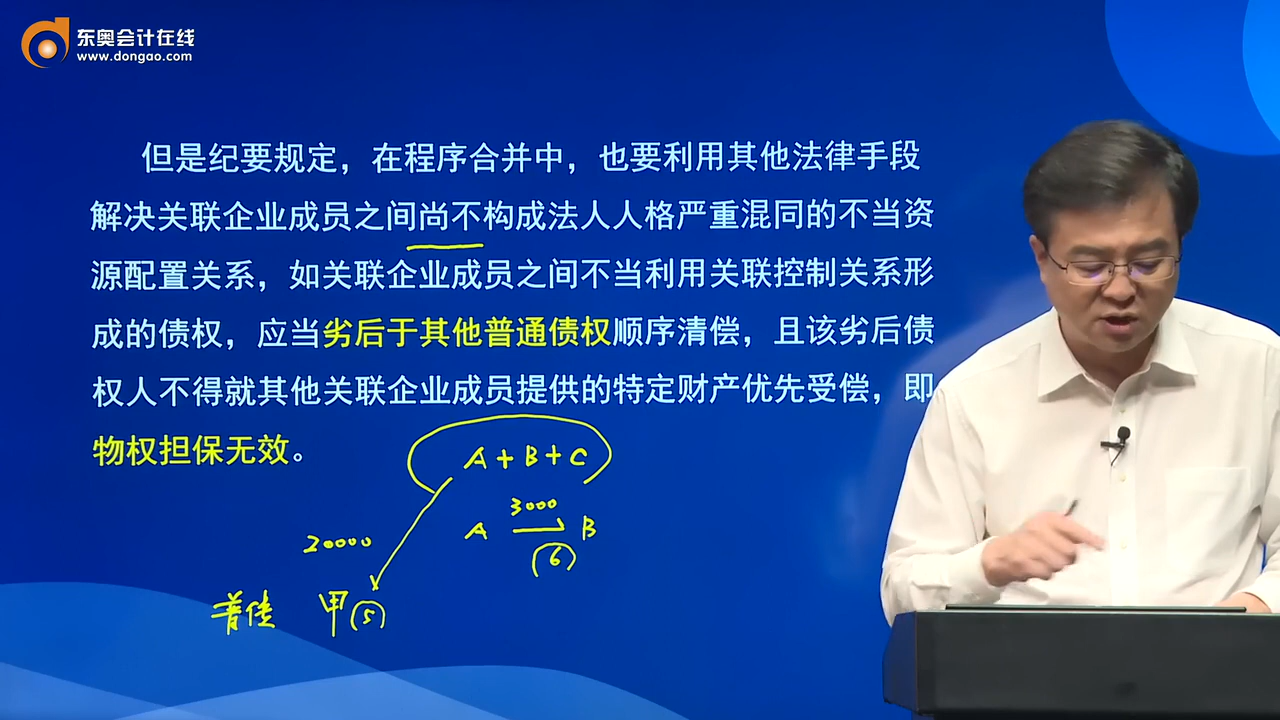 东奥会计在线
www.dongao.com
但是纪要规定，在程序合并中，也要利用其他法律手段
解决关联企业成员之间尚不构成法人人格严重混同的不当资
源配置关系，如关联企业成员之间不当利用关联控制关系形
成的债权，应当劣后于其他普通债权顺序清偿，且该劣后债
权人不得就其他关联企业成员提供的特定财产优先受偿，即
物权担保无效。
A+B+C
3000
A B
(6)
20000
普债 甲(5)